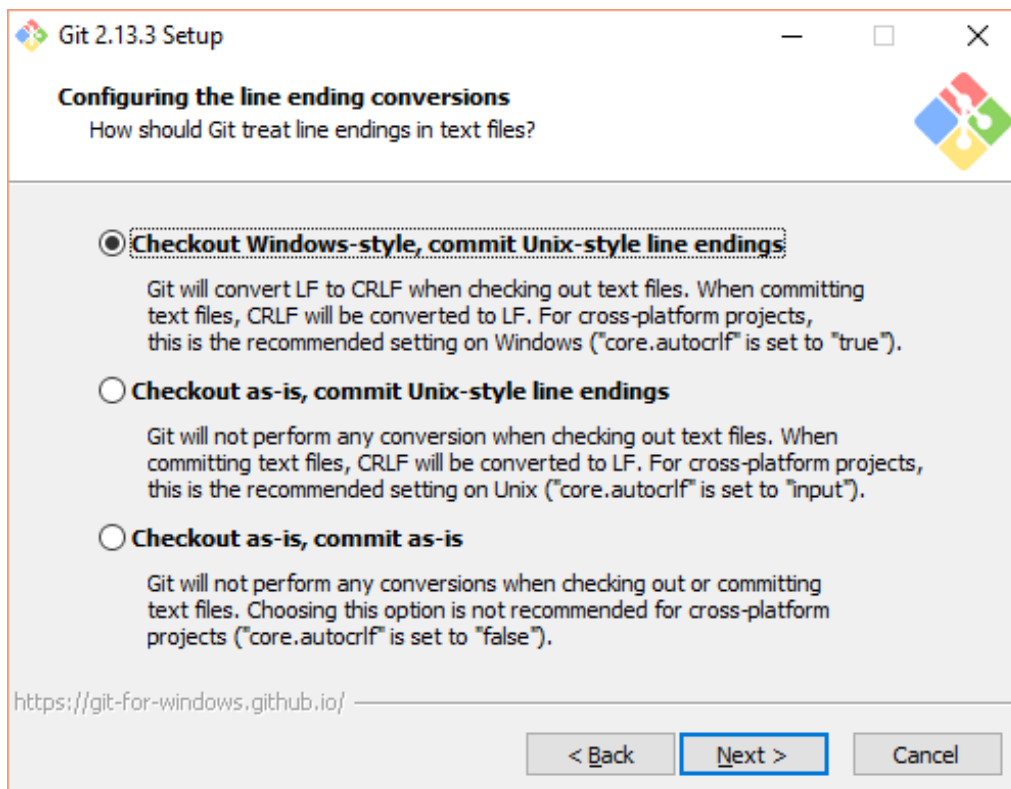 Git 2.13.3 Setup
Configuring the line ending conversions
How should Git treat line endings in text files?
Checkout Windows-style, commit Unix-style line endings
Git will convert LF to CRLF when checking out text files. When committing
text files, CRLF will be converted to LF. For cross-platform projects,
this is the recommended setting on Windows ("core.autocrlf" is set to "true").
Checkout as-is, commit Unix-style line endings
Git will not perform any conversion when checking out text files. When
committing text files, CRLF will be converted to LF. For cross-platform projects,
this is the recommended setting on Unix ("core.autocrlf" is set to "input").
Checkout as-is, commit as-is
Git will not perform any conversions when checking out or committing
text files. Choosing this option is not recommended for cross-platform
projects ("core.autocrlf" is set to "false").
https://git-for-windows.github.io/
< Back
Next >
Cancel